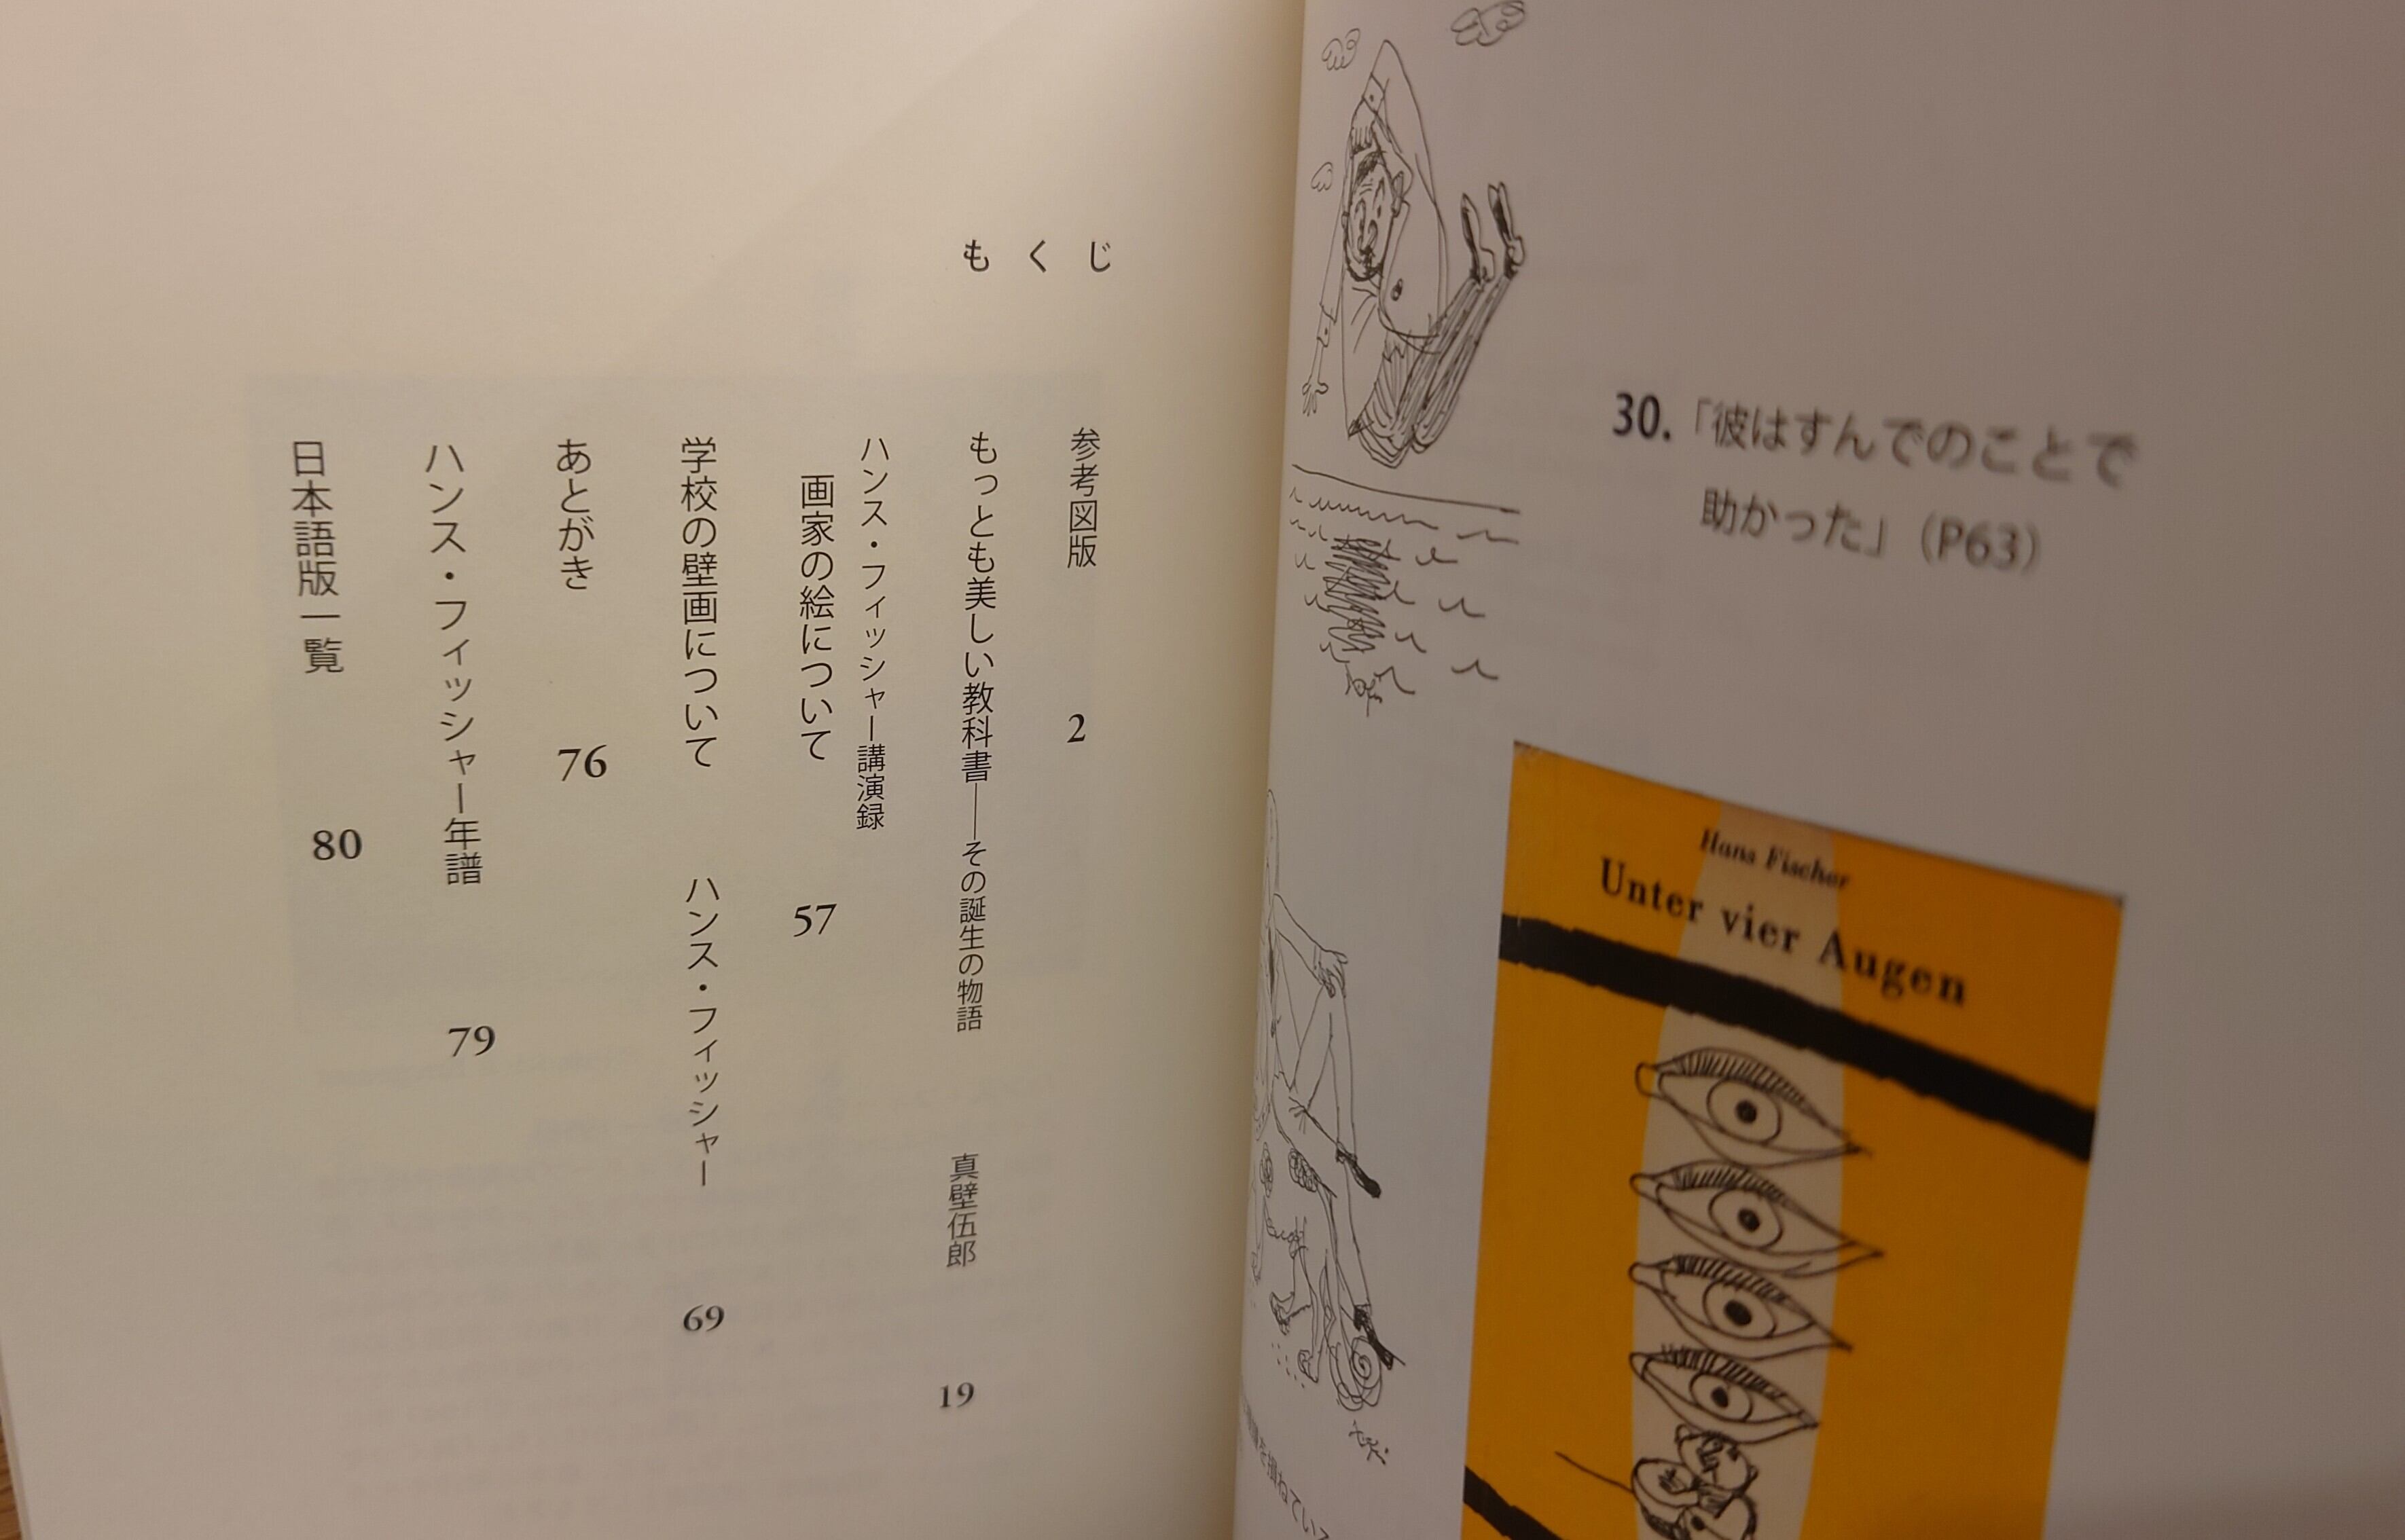 もくじ
参考図版 2
もっとも美しい教科書――その誕生の物語 真壁伍郎 19
ハンス・フィッシャー講演録
画家の絵について 57
学校の壁画について ハンス・フィッシャー 69
あとがき 76
ハンス・フィッシャー年譜 79
日本語版一覧 80
30.「彼はすんでのことで
助かった」（P63）
Hans Fischer
Unter vier Augen